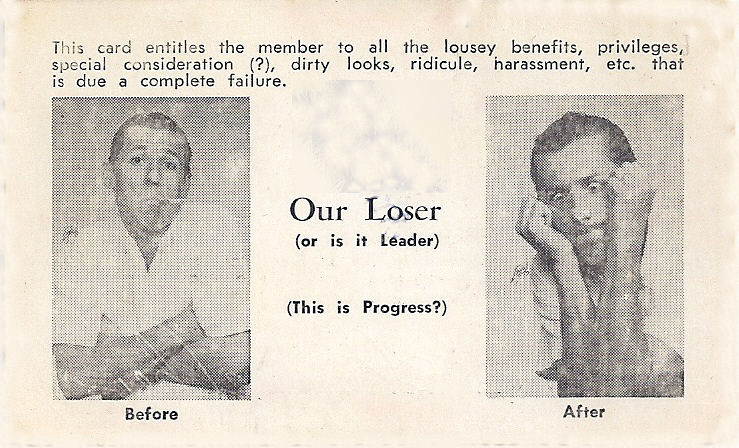 This card entitles the member to all the lousey benefits, privileges,
special consideration (?), dirty looks, ridicule, harassment, etc. that
is due a complete failure.
Our Loser
(or is it Leader)
(This is Progress?)
Before
After